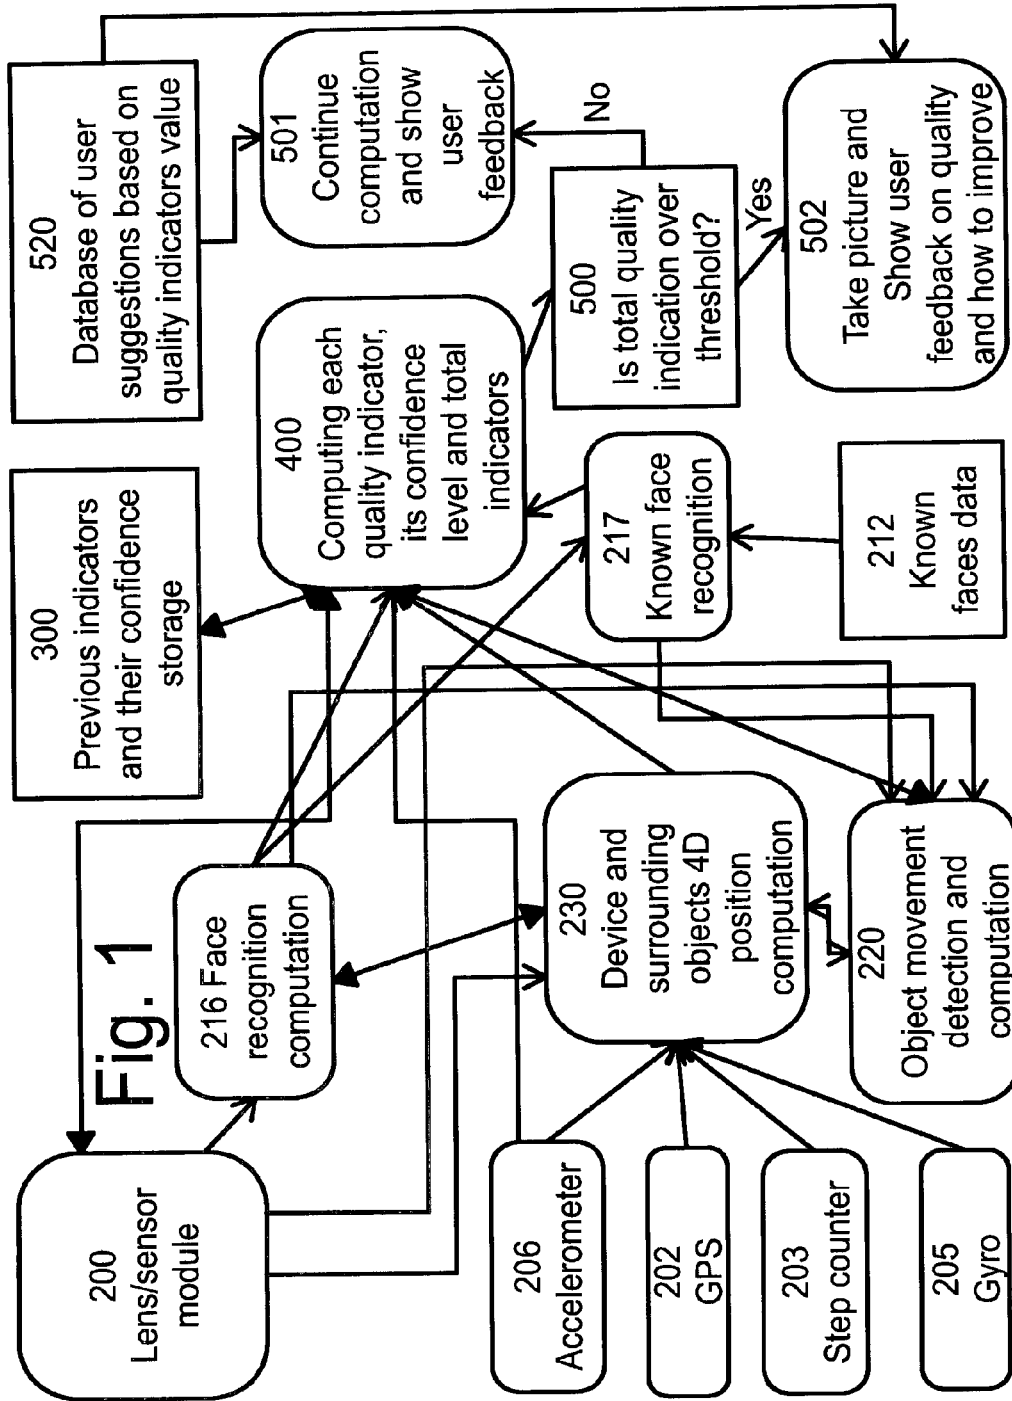 Fig. 1
200
Lens/sensor
module
206
Accelerometer
202
GPS
203
Step counter
205
Gyro
216 Face
recognition
computation
230
Device and
surrounding
objects 4D
position
computation
220
Object movement
detection and
computation
300
Previous indicators
and their confidence
storage
400
Computing each
quality indicator,
its confidence
level and total
indicators
217
Known face
recognition
212
Known
faces data
520
Database of user
suggestions based on
quality indicators value
501
Continue
computation
and show
user
feedback
No
500
Is total quality
indication over
threshold?
Yes
502
Take picture and
Show user
feedback on quality
and how to improve